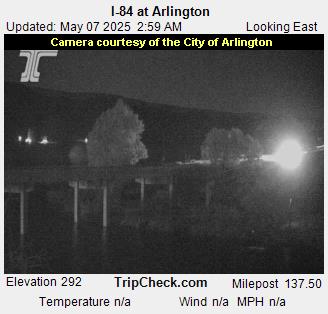 I-84 at Arlington
Updated: May 07 2025 2:59 AM Looking East
Camera courtesy of the City of Arlington
Elevation 292 TripCheck.com Milepost 137.50
Temperature n/a Wind n/a MPH n/a